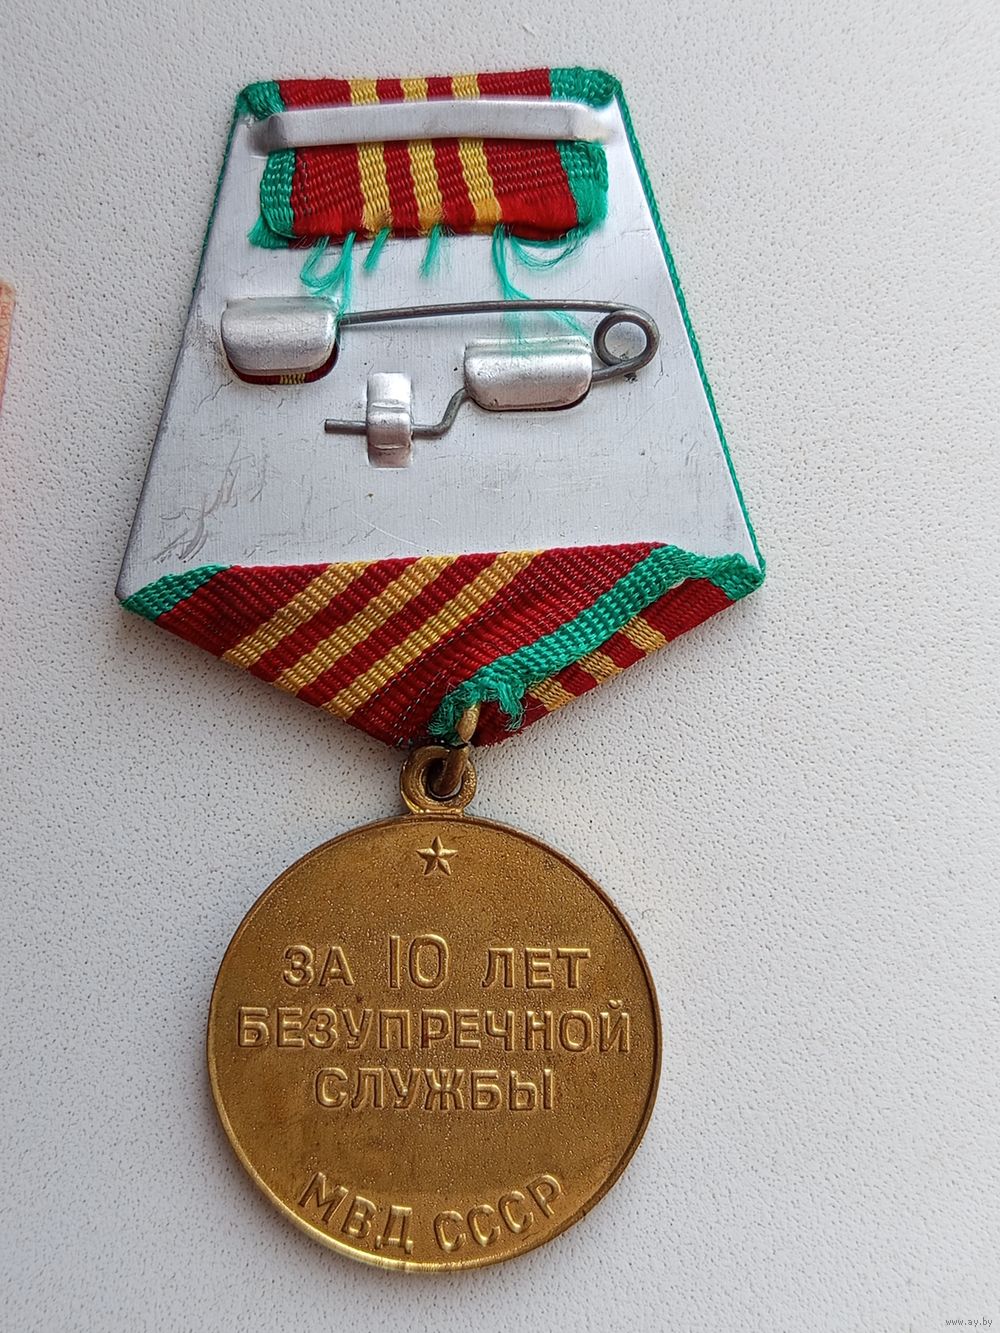 ЗА 10 ЛЕТ
БЕЗУПРЕЧНОЙ
СЛУЖБЫ
МВД СССР
www.ay.by